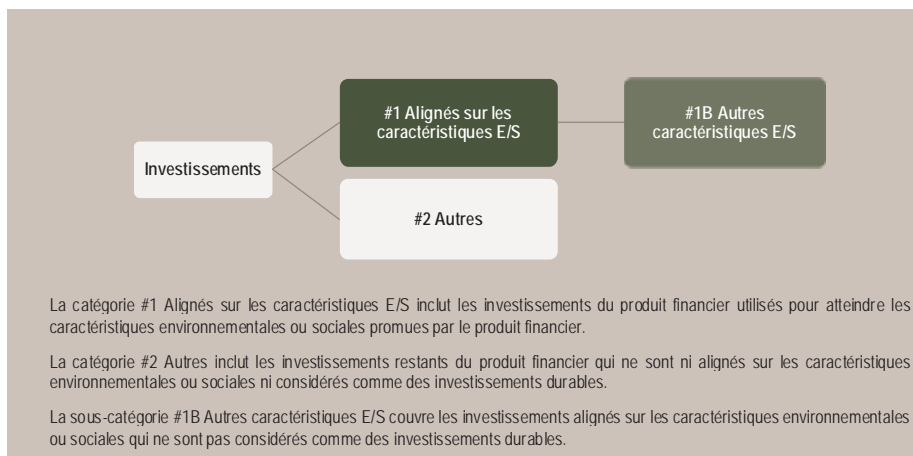 #1 Alignés sur les
caractéristiques E/S
#1B Autres
caractéristiques E/S
Investissements
#2 Autres
La catégorie #1 Alignés sur les caractéristiques E/S inclut les investissements du produit financier utilisés pour atteindre les
caractéristiques environnementales ou sociales promues par le produit financier.
La catégorie #2 Autres inclut les investissements restants du produit financier qui ne sont ni alignés sur les caractéristiques
environnementales ou sociales ni considérés comme des investissements durables.
La sous-catégorie #1B Autres caractéristiques E/S couvre les investissements alignés sur les caractéristiques environnementales
ou sociales qui ne sont pas considérés comme des investissements durables.